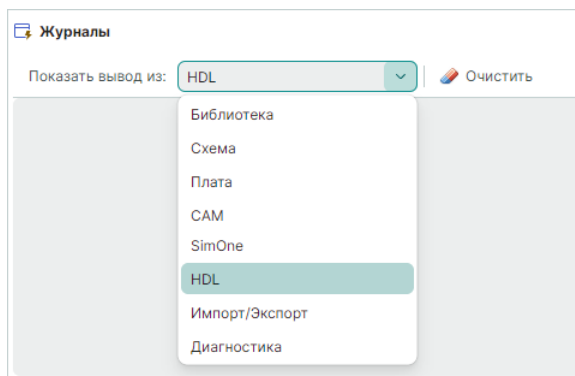 Журналы
Показать вывод из: HDL Очистить
Библиотека
Схема
Плата
CAM
SimOne
HDL
Импорт/Экспорт
Диагностика